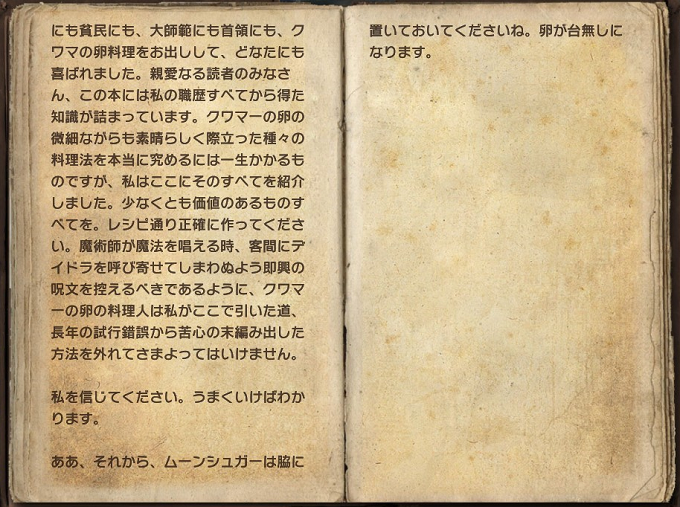 にも貧民にも、大師範にも首領にも、ク
ワマの卵料理をお出しして、どなたにも
喜ばれました。親愛なる読者のみなさ
ん、この本には私の職歴すべてから得た
知識が詰まっています。クワマーの卵の
微細ながらも素晴らしく際立った種々の
料理法を本当に究めるには一生かかるも
のですが、私はここにそのすべてを紹介
しました。少なくとも価値のあるものす
べてを。レシピ通り正確に作ってくださ
い。魔術師が魔法を唱える時、客間にデ
イドラを呼び寄せてしまわぬよう即興の
呪文を控えるべきであるように、クワマ
ーの卵の料理人は私がここで引いた道、
長年の試行錯誤から苦心の末編み出した
方法を外れてさまよってはいけません。
私を信じてください。うまくいけばわか
ります。
ああ、それから、ムーンシュガーは脇に
置いておいてくださいね。卵が台無しに
なります。